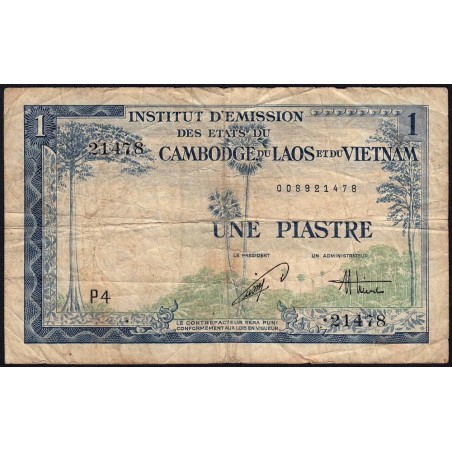 1 INSTITUT D'EMISSION 1
DES ETATS DU
21478 CAMBODGE DU LAOS ET DU VIETNAM
008921478
UNE PIASTRE
LE PRESIDENT UN ADMINISTRATEUR
P4
LE CONTREFACTEUR SERA PUNI
CONFORMEMENT AUX LOIS EN VIGUEUR
21478